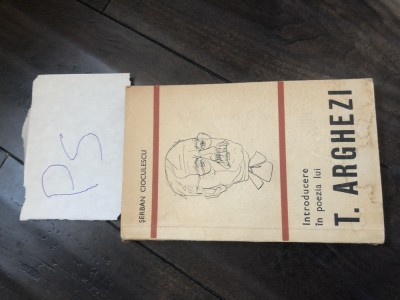 PS
ȘERBAN CIOCULESCU
Introducere
în poezia lui
T. ARGHEZI